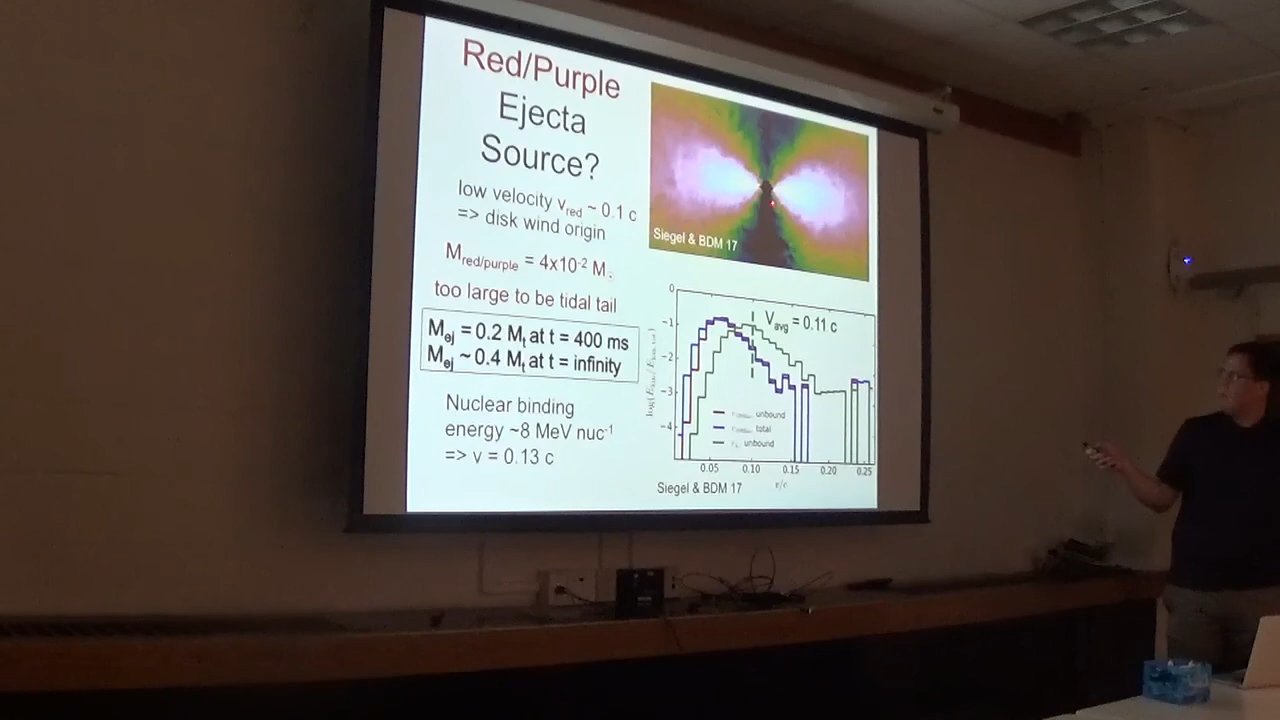 Red/Purple
Ejecta
Source?
low velocity v_red ~ 0.1 c
=> disk wind origin
M_red/purple = 4x10⁻² M
too large to be tidal tail
M_ej = 0.2 M_t at t = 400 ms
M_ej ~ 0.4 M_t at t = infinity
Nuclear binding
energy ~8 MeV nuc⁻¹
=> v = 0.13 c
Siegel & BDM 17
V_avg = 0.11 c
0
−1
−2
−3
−4
unbound
total
unbound
0.05 0.10 0.15 0.20 0.25
v/c
Siegel & BDM 17